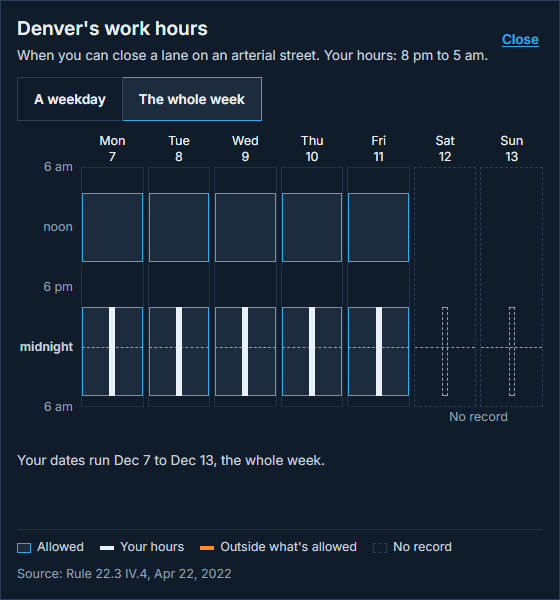 Denver's work hours
Close
When you can close a lane on an arterial street. Your hours: 8 pm to 5 am.
A weekday
The whole week
Mon Tue Wed Thu Fri Sat Sun
7 8 9 10 11 12 13
6 am
noon
6 pm
midnight
6 am
No record
Your dates run Dec 7 to Dec 13, the whole week.
Allowed Your hours Outside what's allowed No record
Source: Rule 22.3 IV.4, Apr 22, 2022